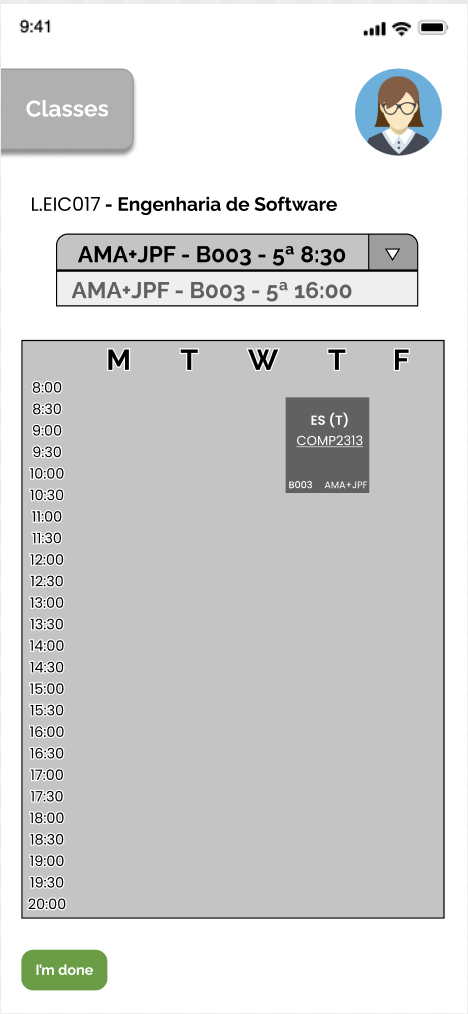 9:41
Classes
L.EIC017 - Engenharia de Software
AMA+JPF - B003 - 5ª 8:30
AMA+JPF - B003 - 5ª 16:00
M T W T F
8:00
8:30
9:00
9:30
10:00
10:30
11:00
11:30
12:00
12:30
13:00
13:30
14:00
14:30
15:00
15:30
16:00
16:30
17:00
17:30
18:00
18:30
19:00
19:30
20:00
ES (T)
COMP2313
B003 AMA+JPF
I'm done